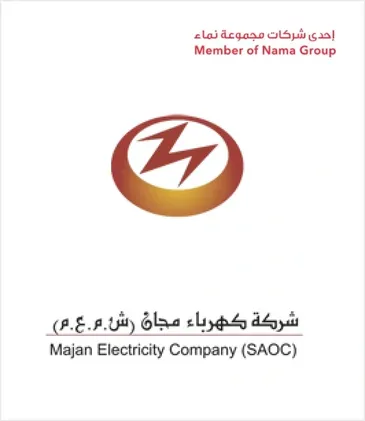 إحدى شركات مجموعة نماء
Member of Nama Group
شركة كهرباء مجان (ش.م.ع.م)
Majan Electricity Company (SAOC)